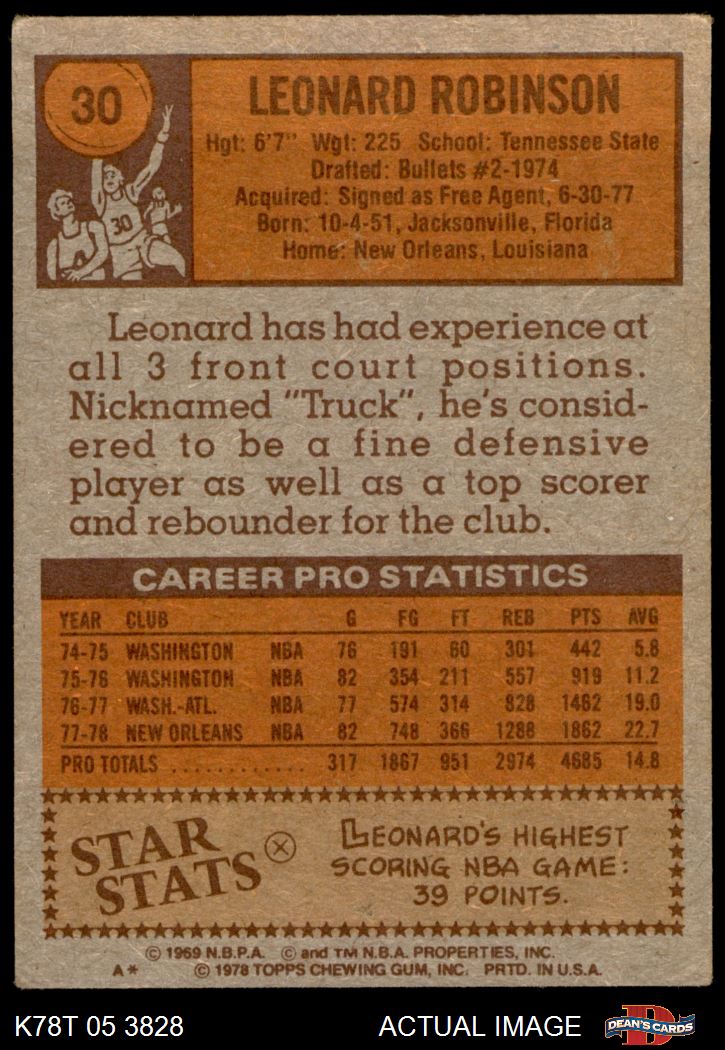 30
LEONARD ROBINSON
Hgt: 6'7" Wgt: 225 School: Tennessee State
Drafted: Bullets #2-1974
Acquired: Signed as Free Agent, 6-30-77
Born: 10-4-51, Jacksonville, Florida
Home: New Orleans, Louisiana
30
Leonard has had experience at
all 3 front court positions.
Nicknamed "Truck", he's consid-
ered to be a fine defensive
player as well as a top scorer
and rebounder for the club.
CAREER PRO STATISTICS
YEAR CLUB G FG FT REB PTS AVG
74-75 WASHINGTON NBA 76 191 60 301 442 5.8
75-76 WASHINGTON NBA 82 354 211 557 919 11.2
76-77 WASH.-ATL. NBA 77 574 314 828 1462 19.0
77-78 NEW ORLEANS NBA 82 748 366 1288 1862 22.7
PRO TOTALS ............ 317 1867 951 2974 4685 14.8
STAR
STATS
LEONARD'S HIGHEST
SCORING NBA GAME:
39 POINTS.
© 1969 N.B.P.A. © and TM N.B.A. PROPERTIES, INC.
A* © 1978 TOPPS CHEWING GUM, INC. PRTD. IN U.S.A.
K78T 05 3828 ACTUAL IMAGE
D
DEAN'S CARDS